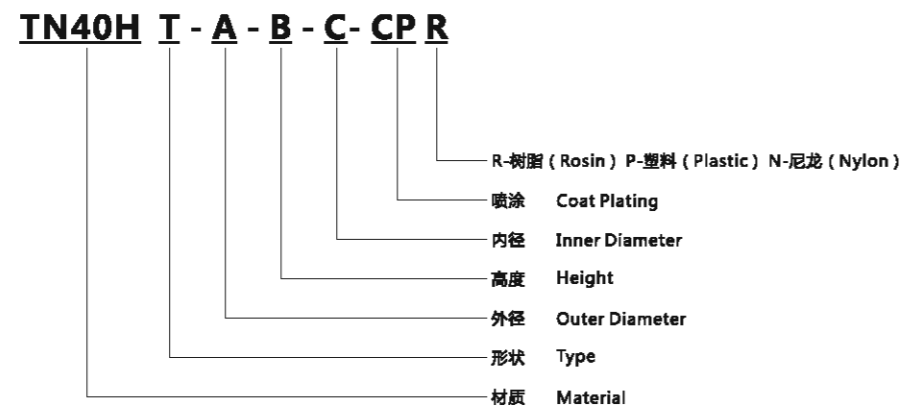 TN40H T - A - B - C- CP R
R-树脂 ( Rosin ) P-塑料 ( Plastic ) N-尼龙 ( Nylon )
喷涂 Coat Plating
内径 Inner Diameter
高度 Height
外径 Outer Diameter
形状 Type
材质 Material